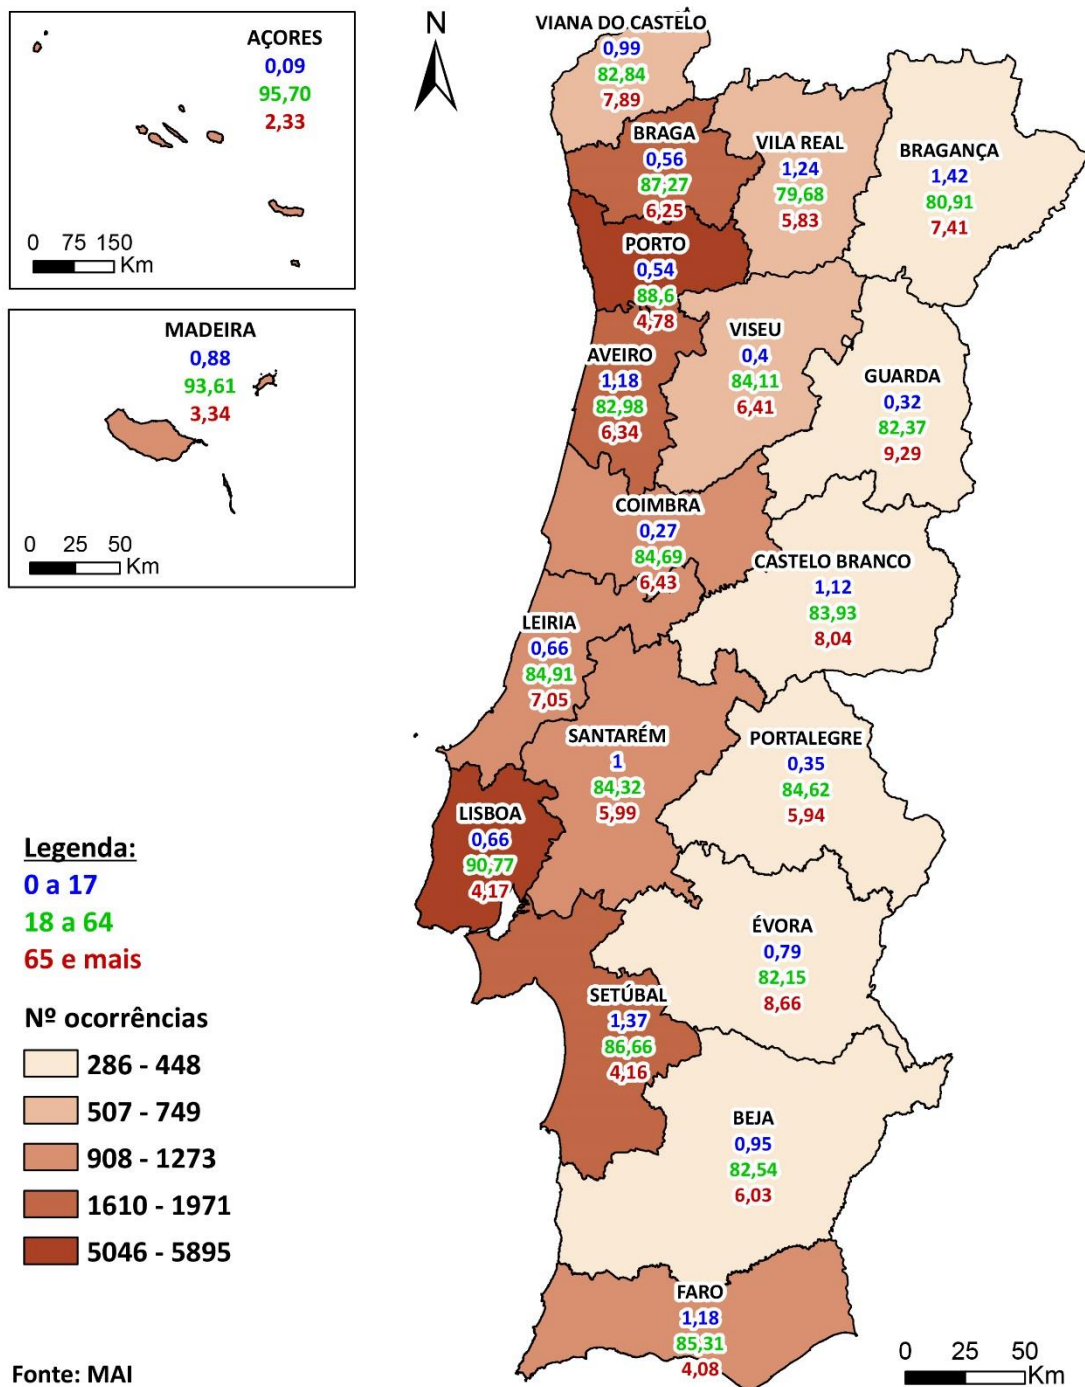 AÇORES
0,09
95,70
2,33
0 75 150
Km
MADEIRA
0,88
93,61
3,34
0 25 50
Km
N
VIANA DO CASTELO
0,99
82,84
7,89
BRAGA
0,56
87,27
6,25
VILA REAL
1,24
79,68
5,83
BRAGANÇA
1,42
80,91
7,41
PORTO
0,54
88,6
4,78
AVEIRO
1,18
82,98
6,34
VISEU
0,4
84,11
6,41
GUARDA
0,32
82,37
9,29
COIMBRA
0,27
84,69
6,43
CASTELO BRANCO
1,12
83,93
8,04
LEIRIA
0,66
84,91
7,05
SANTARÉM
1
84,32
5,99
PORTALEGRE
0,35
84,62
5,94
LISBOA
0,66
90,77
4,17
ÉVORA
0,79
82,15
8,66
SETÚBAL
1,37
86,66
4,16
BEJA
0,95
82,54
6,03
FARO
1,18
85,31
4,08
Legenda:
0 a 17
18 a 64
65 e mais
Nº ocorrências
286 - 448
507 - 749
908 - 1273
1610 - 1971
5046 - 5895
Fonte: MAI
0 25 50
Km